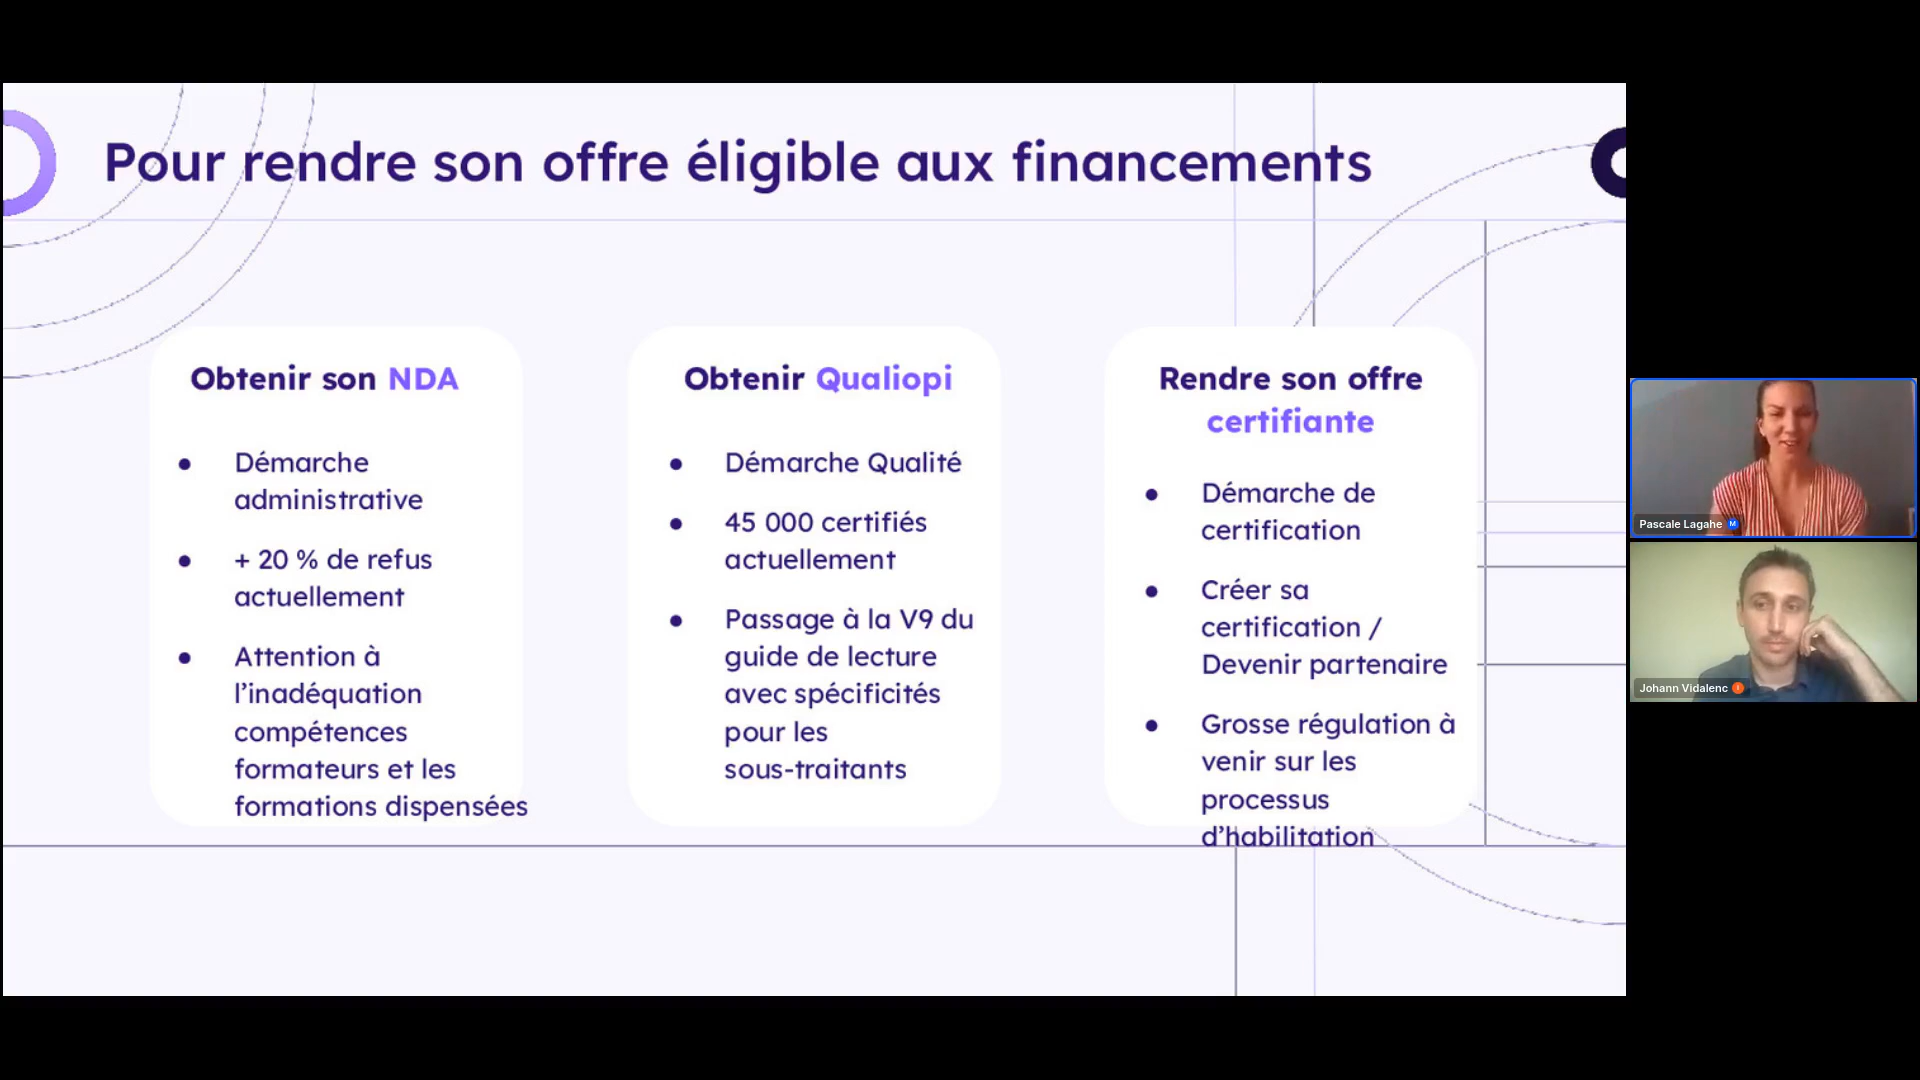 Pour rendre son offre éligible aux financements
Obtenir son NDA
● Démarche
administrative
● + 20 % de refus
actuellement
● Attention à
l’inadéquation
compétences
formateurs et les
formations dispensées
Obtenir Qualiopi
● Démarche Qualité
● 45 000 certifiés
actuellement
● Passage à la V9 du
guide de lecture
avec spécificités
pour les
sous-traitants
Rendre son offre
certifiante
● Démarche de
certification
● Créer sa
certification /
Devenir partenaire
● Grosse régulation à
venir sur les
processus
d’habilitation
Pascale Lagahe M
Johann Vidalenc